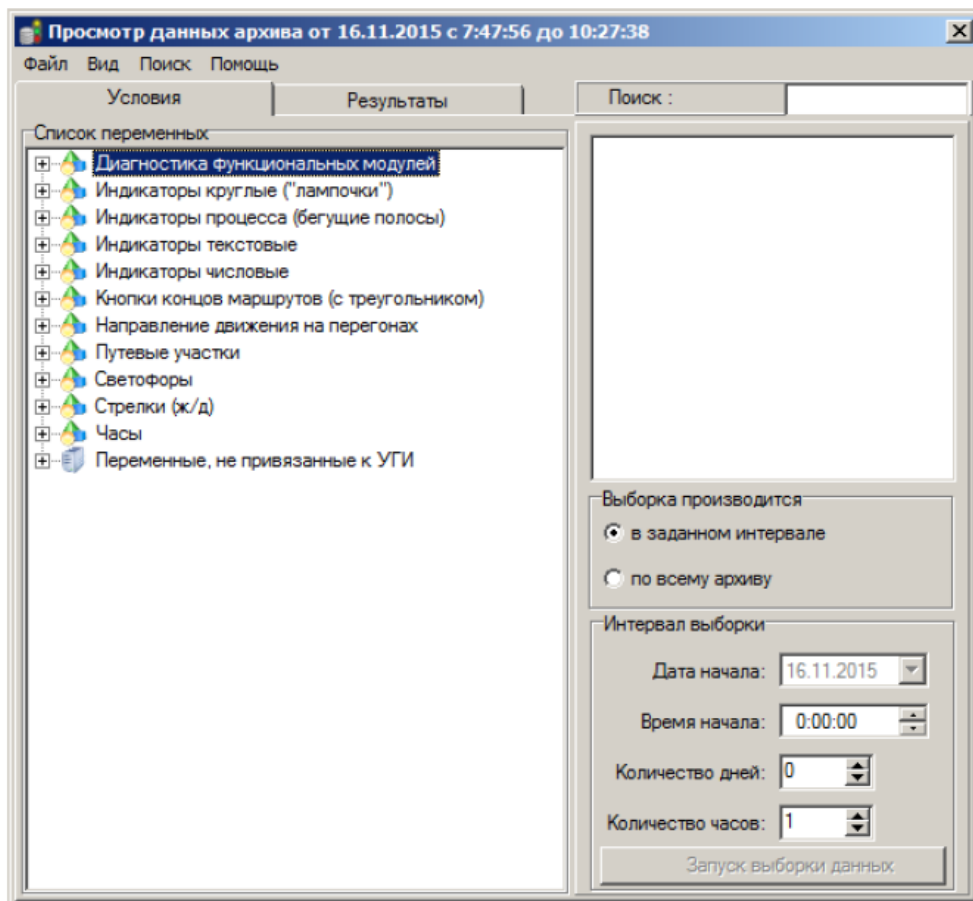 Просмотр данных архива от 16.11.2015 с 7:47:56 до 10:27:38
Файл Вид Поиск Помощь
Условия
Результаты
Поиск :
Список переменных
Диагностика функциональных модулей
Индикаторы круглые ("лампочки")
Индикаторы процесса (бегущие полосы)
Индикаторы текстовые
Индикаторы числовые
Кнопки концов маршрутов (с треугольником)
Направление движения на перегонах
Путевые участки
Светофоры
Стрелки (ж/д)
Часы
Переменные, не привязанные к УГИ
Выборка производится
в заданном интервале
по всему архиву
Интервал выборки
Дата начала: 16.11.2015
Время начала: 0:00:00
Количество дней: 0
Количество часов: 1
Запуск выборки данных